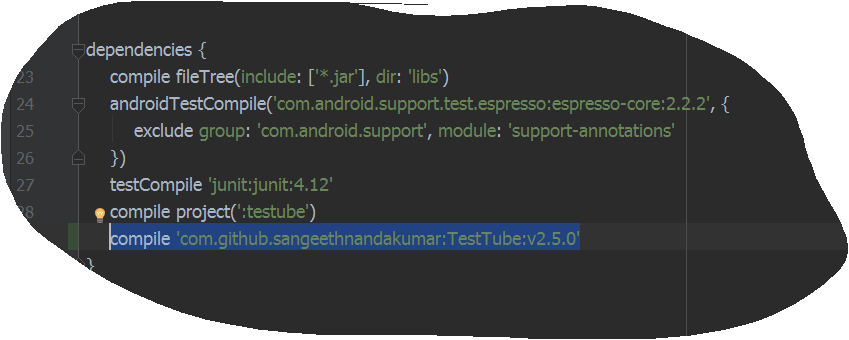 dependencies {
23 compile fileTree(include: ['*.jar'], dir: 'libs')
24 androidTestCompile('com.android.support.test.espresso:espresso-core:2.2.2', {
25 exclude group: 'com.android.support', module: 'support-annotations'
26 })
27 testCompile 'junit:junit:4.12'
28 compile project(':testube')
compile 'com.github.sangeethnandakumar:TestTube:v2.5.0'
}